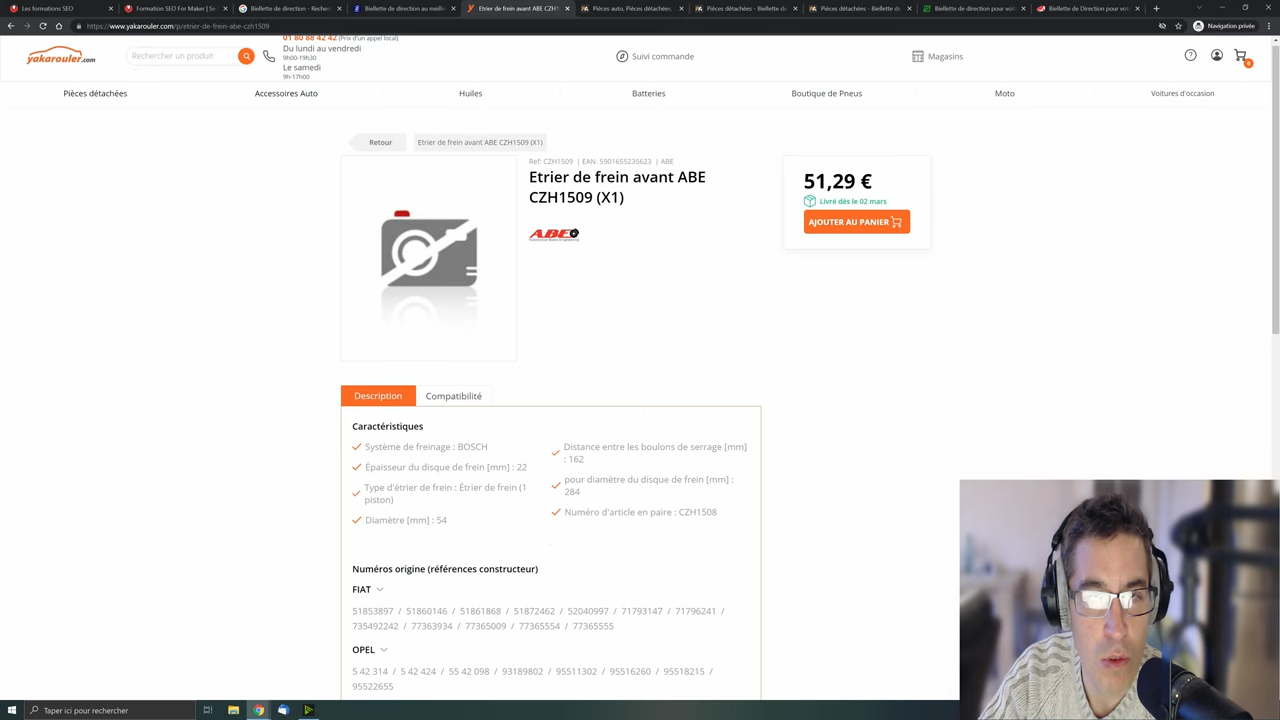 Les formations SEO
Formation SEO For Maker [ Se
Biellette de direction - Recher
Biellette de direction au meille
Etrier de frein avant ABE CZH1
Pièces auto, Pièces détachées,
Pièces détachées - Biellette de
Pièces détachées - Biellette de
Biellette de direction pour voit
Biellette de Direction pour vot
https://www.yakarouler.com/p/etrier-de-frein-abe-czh1509
Navigation privée
yakarouler.com
Rechercher un produit
01 80 88 42 42 (Prix d'un appel local)
Du lundi au vendredi
9h00-19h30
Le samedi
9h-17h00
Suivi commande
Magasins
0
Pièces détachées
Accessoires Auto
Huiles
Batteries
Boutique de Pneus
Moto
Voitures d'occasion
Retour
Etrier de frein avant ABE CZH1509 (X1)
Ref: CZH1509 | EAN. 5901655235623 | ABE
Etrier de frein avant ABE
CZH1509 (X1)
ABE
51,29 €
Livré dès le 02 mars
AJOUTER AU PANIER
Description
Compatibilité
Caractéristiques
Système de freinage : BOSCH
Épaisseur du disque de frein [mm] : 22
Type d'étrier de frein : Étrier de frein (1
piston)
Diamètre [mm] : 54
Distance entre les boulons de serrage [mm]
: 162
pour diamètre du disque de frein [mm] :
284
Numéro d'article en paire : CZH1508
Numéros origine (références constructeur)
FIAT
51853897 / 51860146 / 51861868 / 51872462 / 52040997 / 71793147 / 71796241 /
735492242 / 77363934 / 77365009 / 77365554 / 77365555
OPEL
5 42 314 / 5 42 424 / 55 42 098 / 93189802 / 95511302 / 95516260 / 95518215 /
95522655
Taper ici pour rechercher